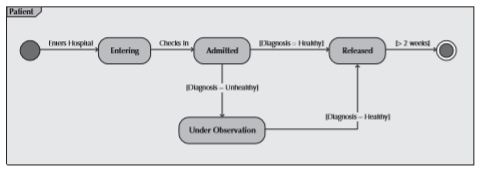 Patient
Enters Hospital
Entering
Checks In
Admitted
[Diagnosis = Healthy]
Released
[> 2 weeks]
[Diagnosis = Unhealthy]
[Diagnosis = Healthy]
Under Observation